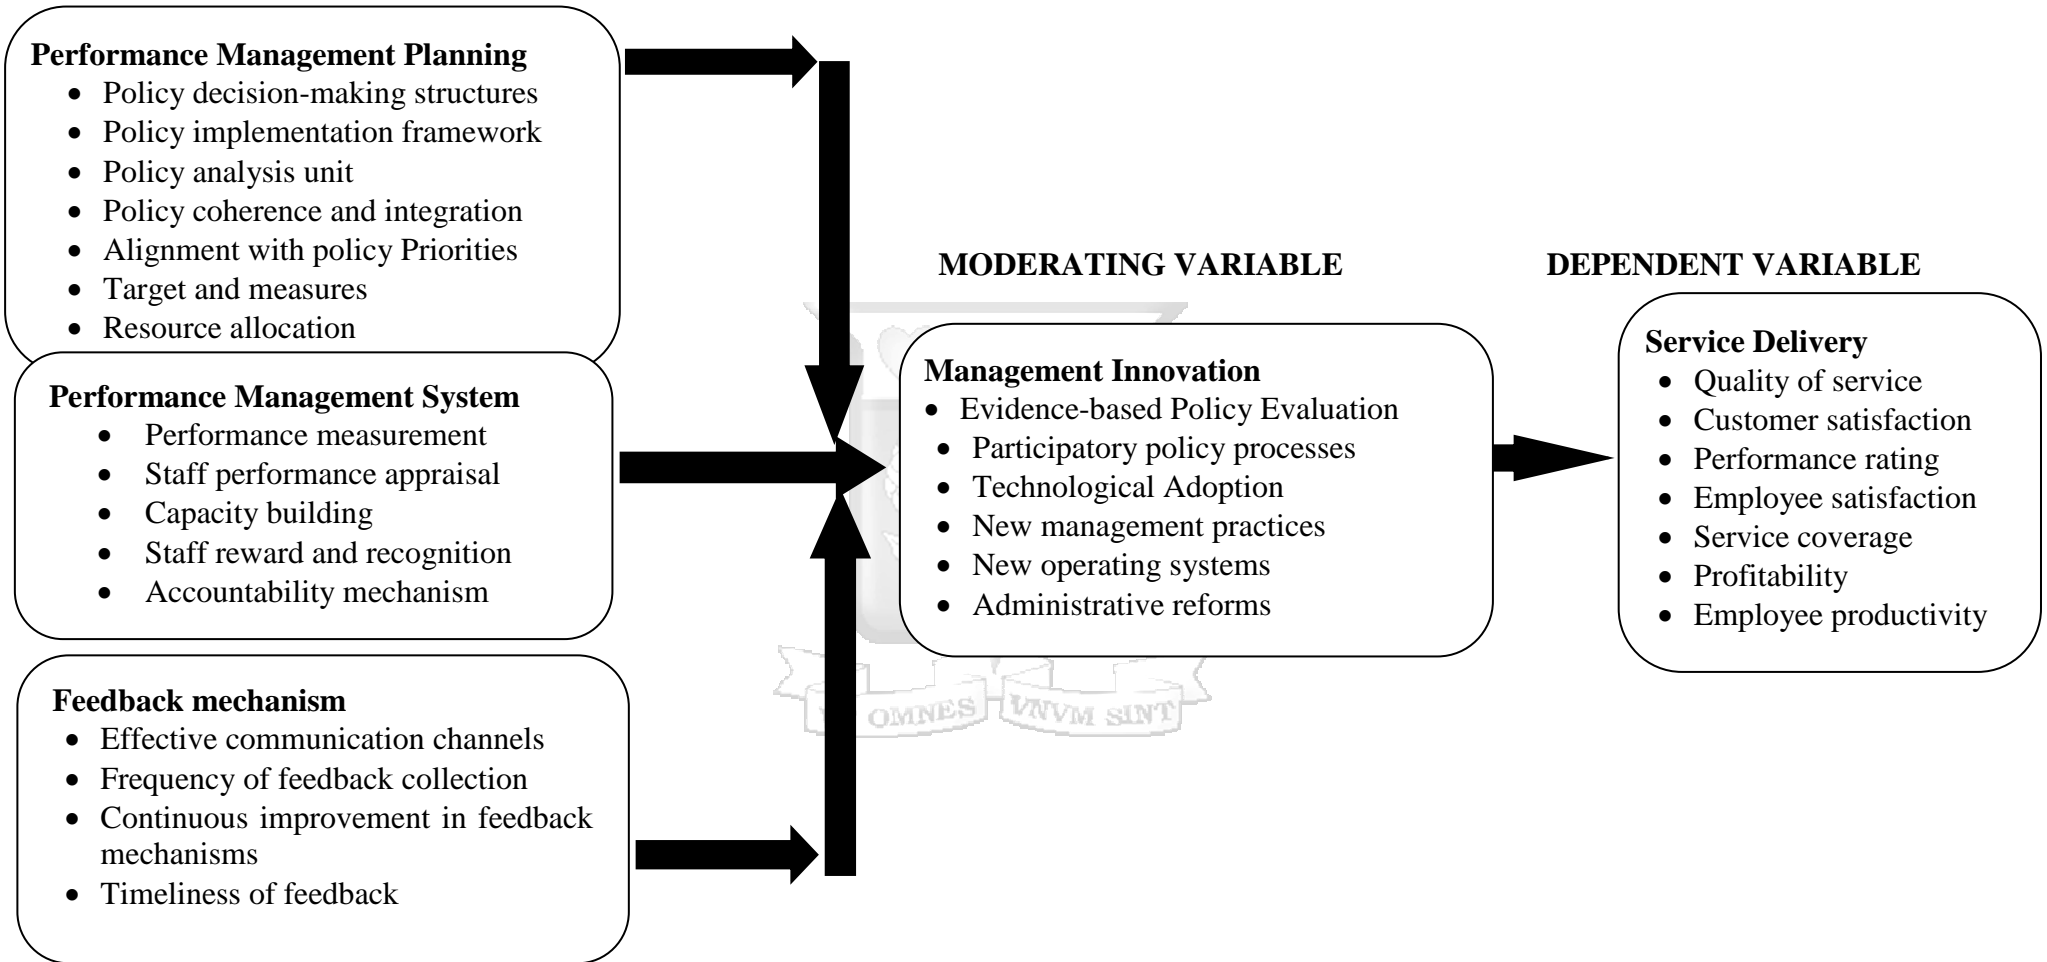 Performance Management Planning
• Policy decision-making structures
• Policy implementation framework
• Policy analysis unit
• Policy coherence and integration
• Alignment with policy Priorities
• Target and measures
• Resource allocation
Performance Management System
• Performance measurement
• Staff performance appraisal
• Capacity building
• Staff reward and recognition
• Accountability mechanism
Feedback mechanism
• Effective communication channels
• Frequency of feedback collection
• Continuous improvement in feedback
mechanisms
• Timeliness of feedback
MODERATING VARIABLE
Management Innovation
• Evidence-based Policy Evaluation
• Participatory policy processes
• Technological Adoption
• New management practices
• New operating systems
• Administrative reforms
DEPENDENT VARIABLE
Service Delivery
• Quality of service
• Customer satisfaction
• Performance rating
• Employee satisfaction
• Service coverage
• Profitability
• Employee productivity
OMNES VNVM SINT